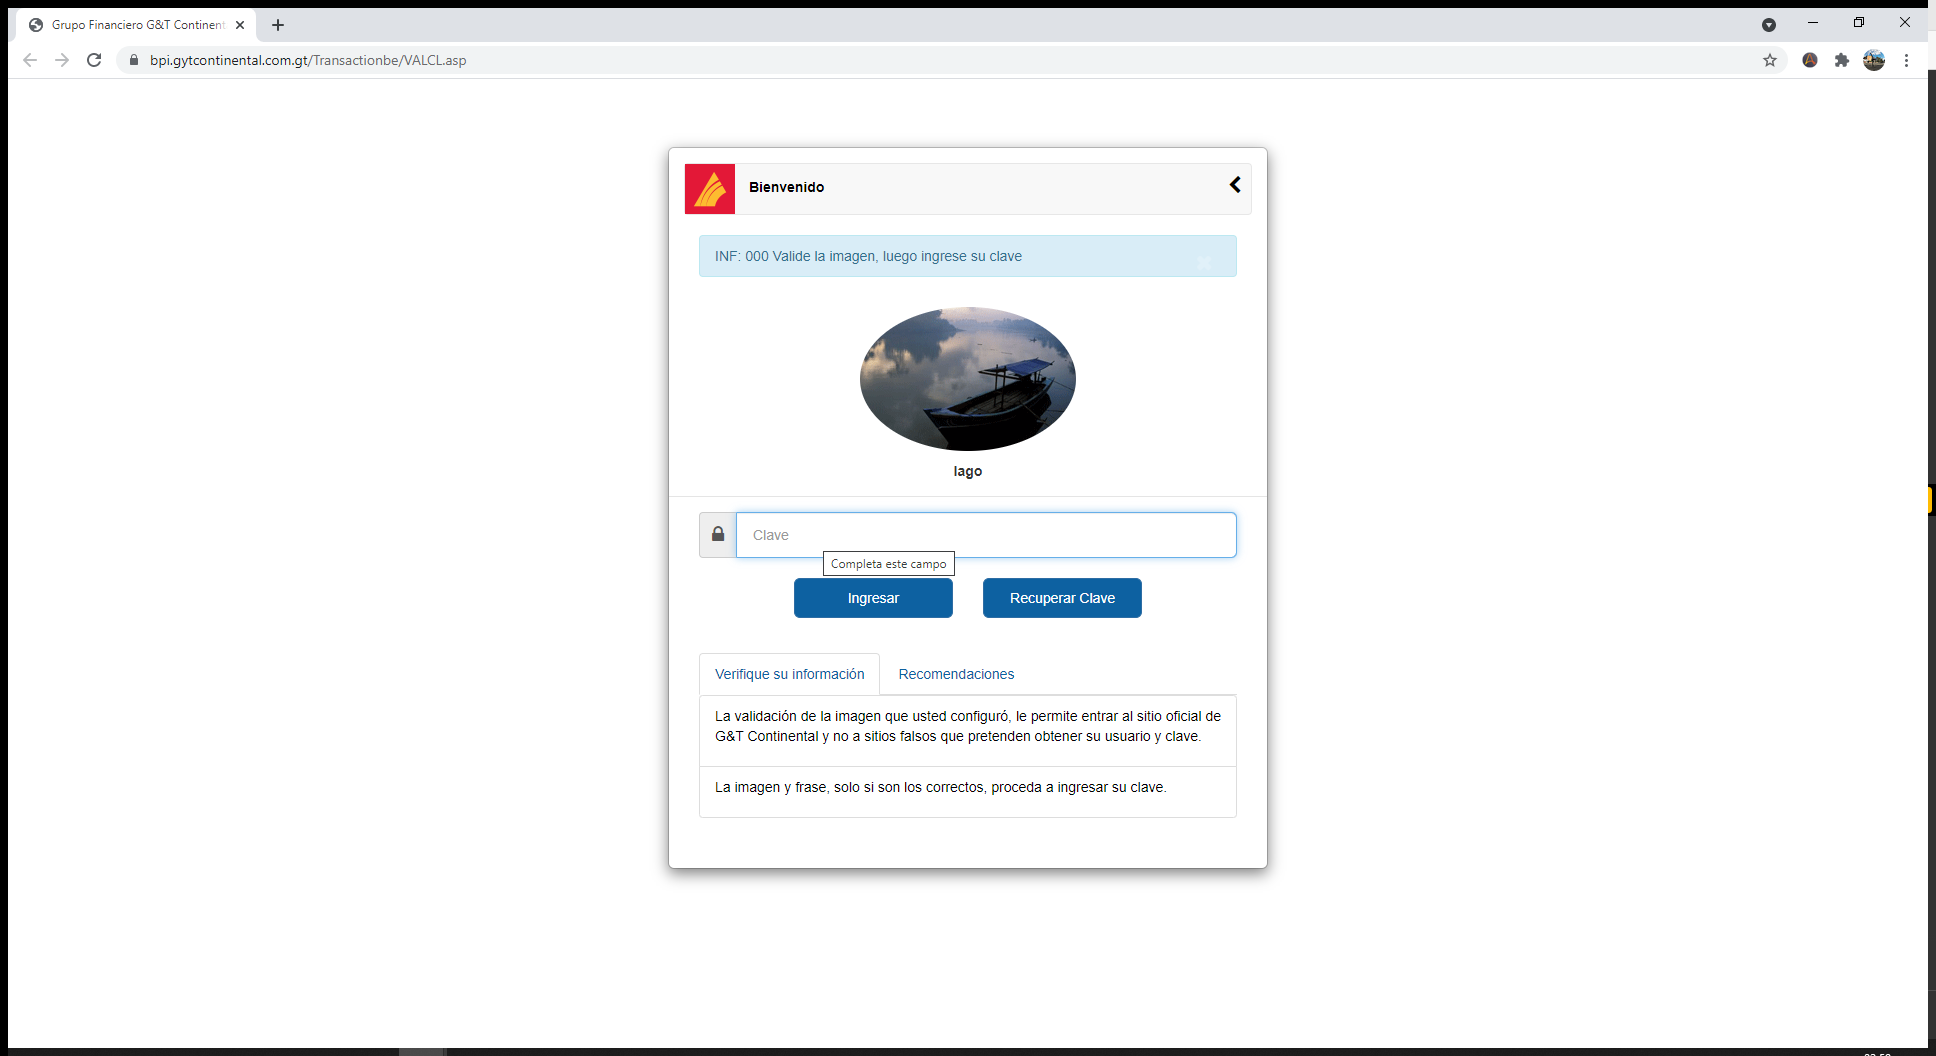 Grupo Financiero G&T Continent
bpi.gytcontinental.com.gt/Transactionbe/VALCL.asp
Bienvenido
INF: 000 Valide la imagen, luego ingrese su clave
lago
Clave
Completa este campo
Ingresar
Recuperar Clave
Verifique su información
Recomendaciones
La validación de la imagen que usted configuró, le permite entrar al sitio oficial de
G&T Continental y no a sitios falsos que pretenden obtener su usuario y clave.
La imagen y frase, solo si son los correctos, proceda a ingresar su clave.